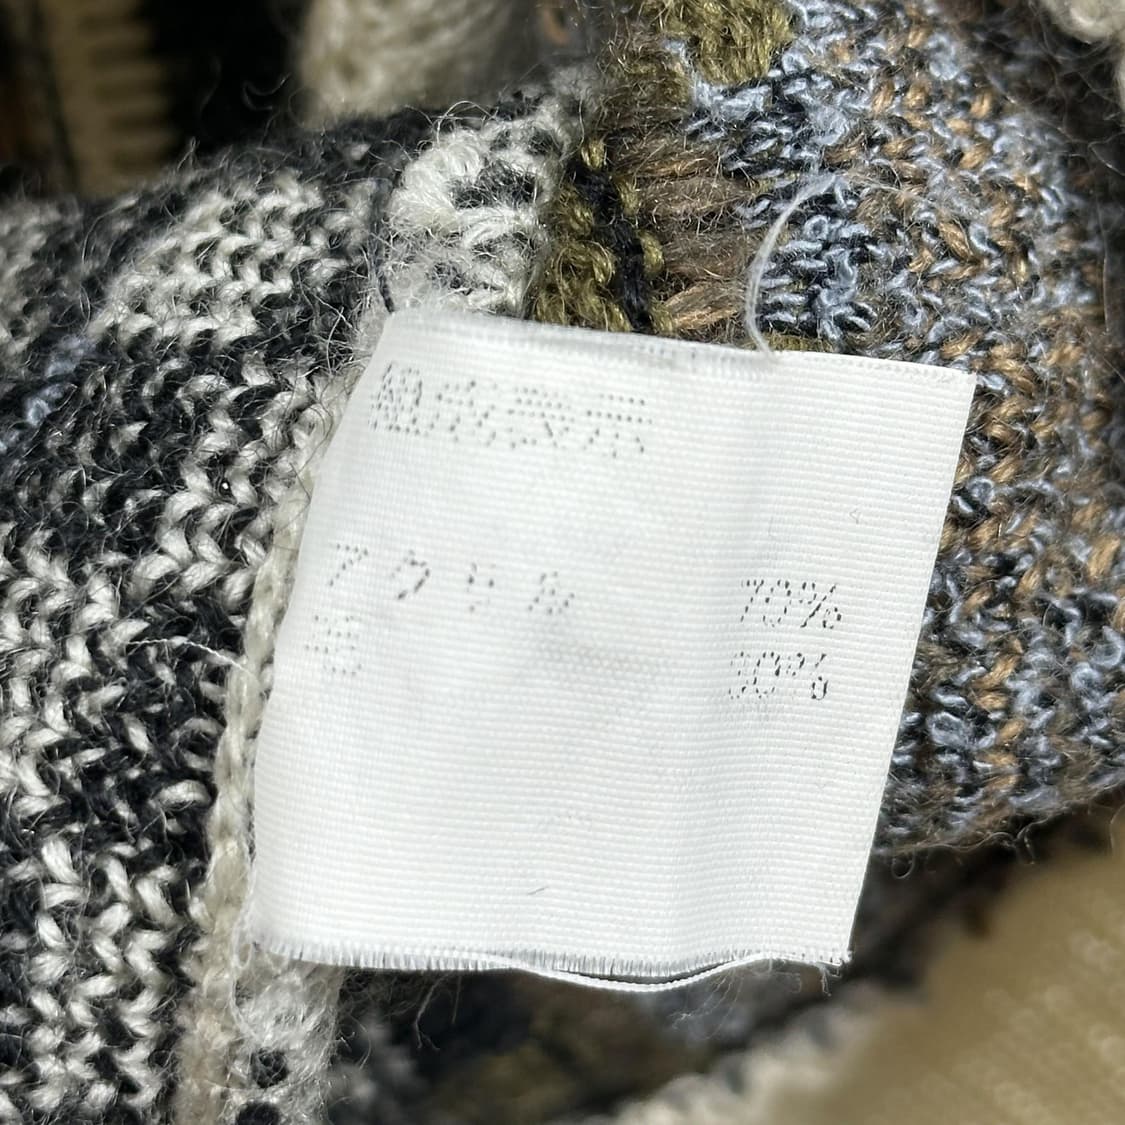 組成表示
アクリル 70%
毛 30%